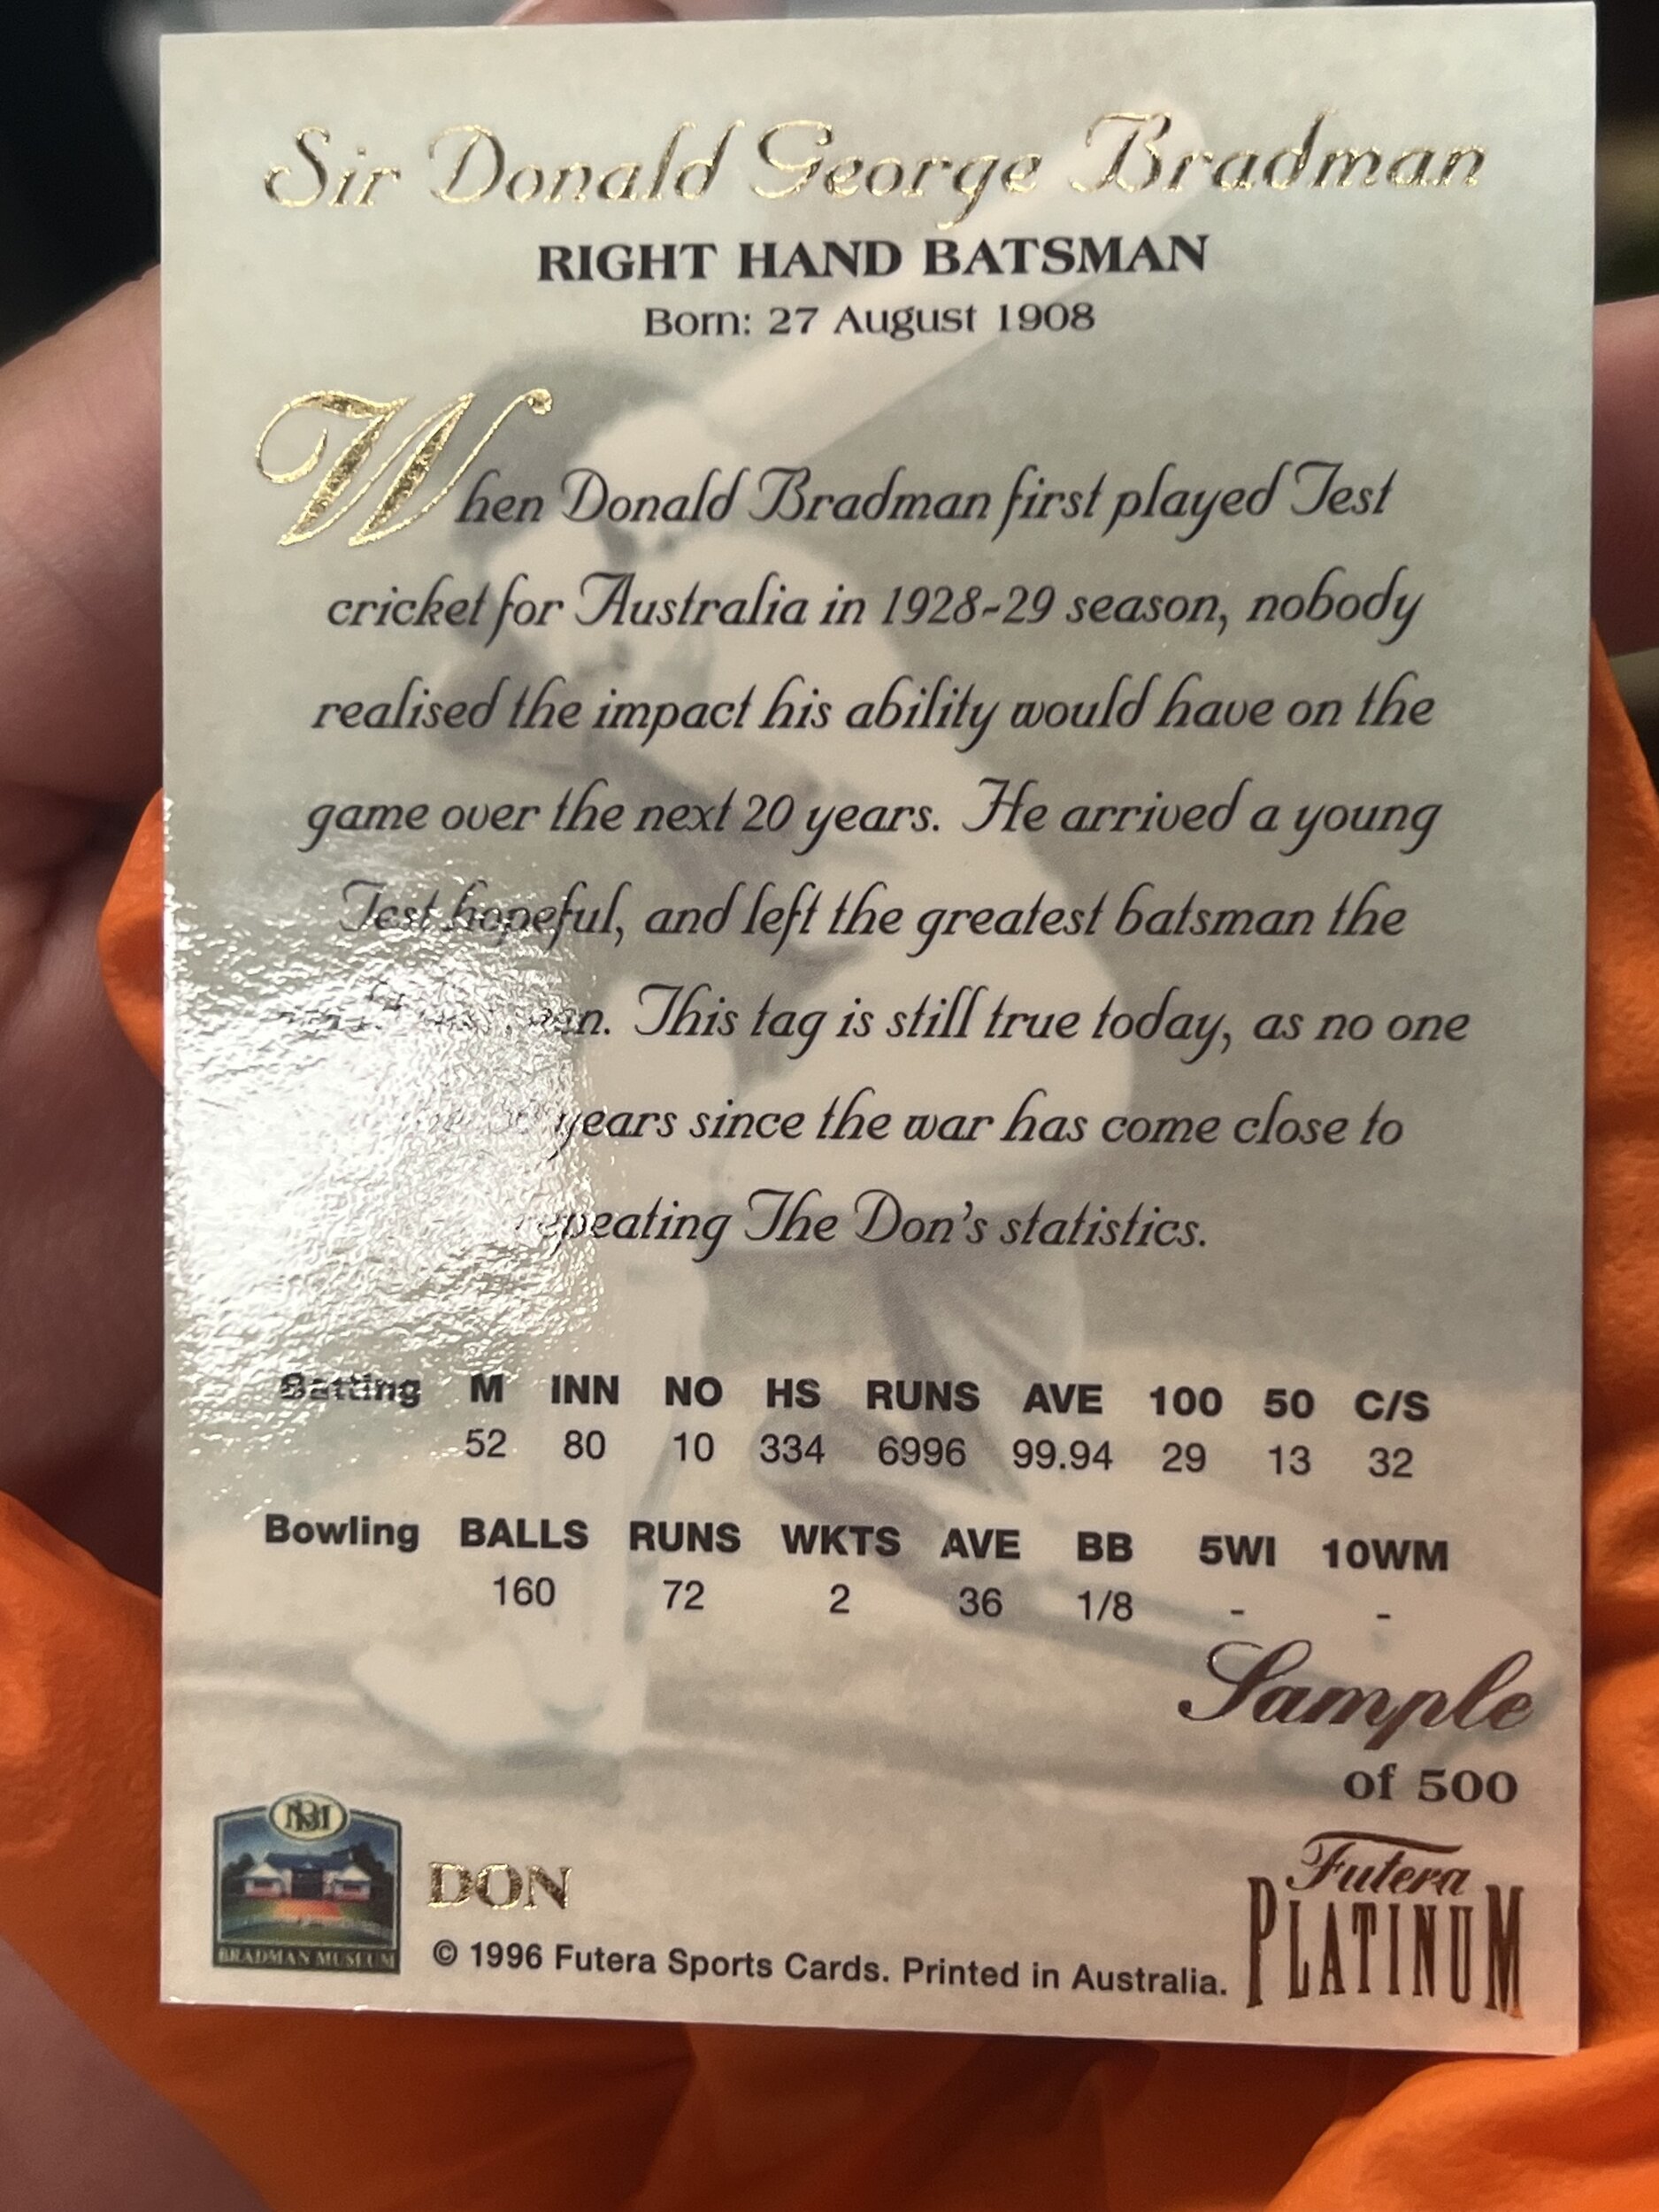 Sir Donald George Bradman
RIGHT HAND BATSMAN
Born: 27 August 1908
When Donald Bradman first played Test
cricket for Australia in 1928-29 season, nobody
realised the impact his ability would have on the
game over the next 20 years. He arrived a young
Test hopeful, and left the greatest batsman the
This tag is still true today, as no one
years since the war has come close to
repeating The Don's statistics.
Batting M INN NO HS RUNS AVE 100 50 C/S
52 80 10 334 6996 99.94 29 13 32
Bowling BALLS RUNS WKTS AVE BB 5WI 10WM
160 72 2 36 1/8 - -
Sample
of 500
BRADMAN MUSEUM
DON
Futera
PLATINUM
© 1996 Futera Sports Cards. Printed in Australia.